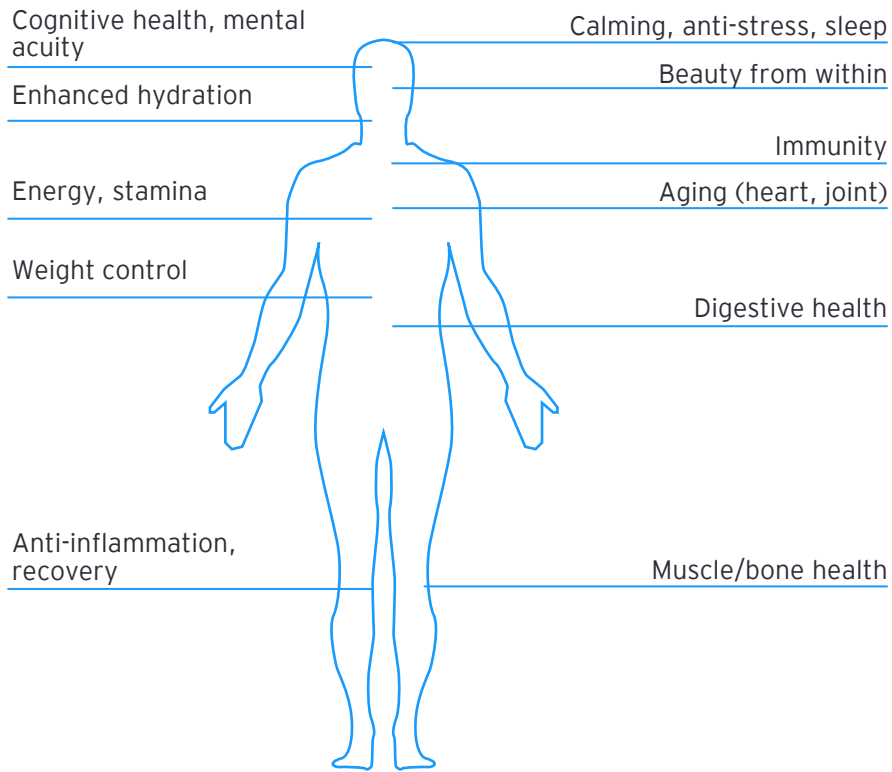 Cognitive health, mental
acuity
Enhanced hydration
Energy, stamina
Weight control
Anti-inflammation,
recovery
Calming, anti-stress, sleep
Beauty from within
Immunity
Aging (heart, joint)
Digestive health
Muscle/bone health